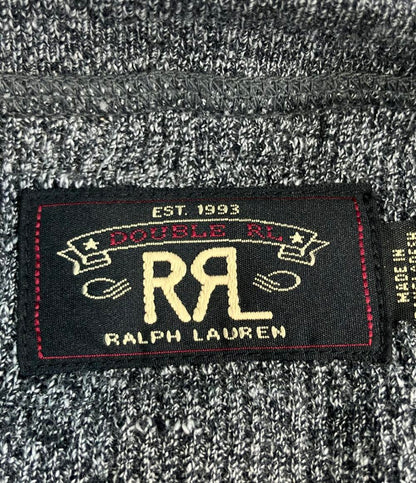 EST. 1993
DOUBLE RL
RRL
RALPH LAUREN
MADE IN